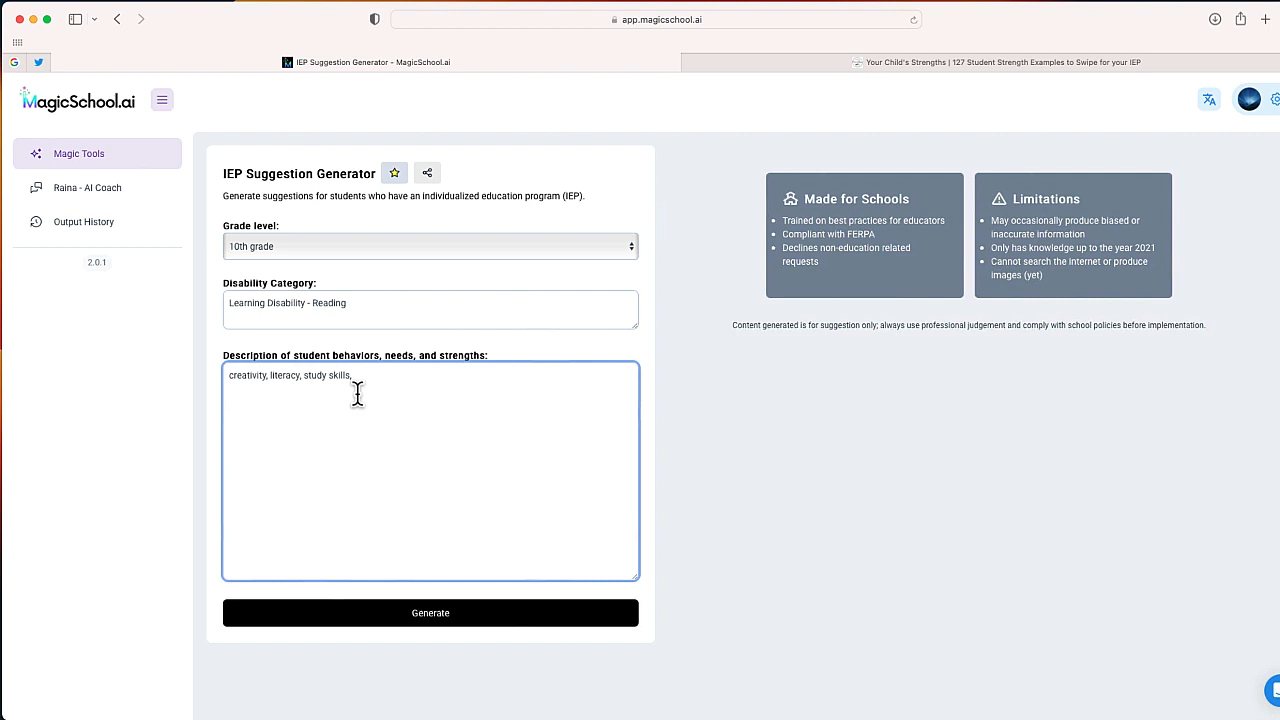 app.magicschool.ai
IEP Suggestion Generator - MagicSchool.ai
Your Child's Strengths | 127 Student Strength Examples to Swipe for your IEP
MagicSchool.ai
Magic Tools
Raina - AI Coach
Output History
2.0.1
IEP Suggestion Generator
Generate suggestions for students who have an individualized education program (IEP).
Grade level:
10th grade
Disability Category:
Learning Disability - Reading
Description of student behaviors, needs, and strengths:
creativity, literacy, study skills,
Generate
Made for Schools
Trained on best practices for educators
Compliant with FERPA
Declines non-education related
requests
Limitations
May occasionally produce biased or
inaccurate information
Only has knowledge up to the year 2021
Cannot search the internet or produce
images (yet)
Content generated is for suggestion only; always use professional judgement and comply with school policies before implementation.